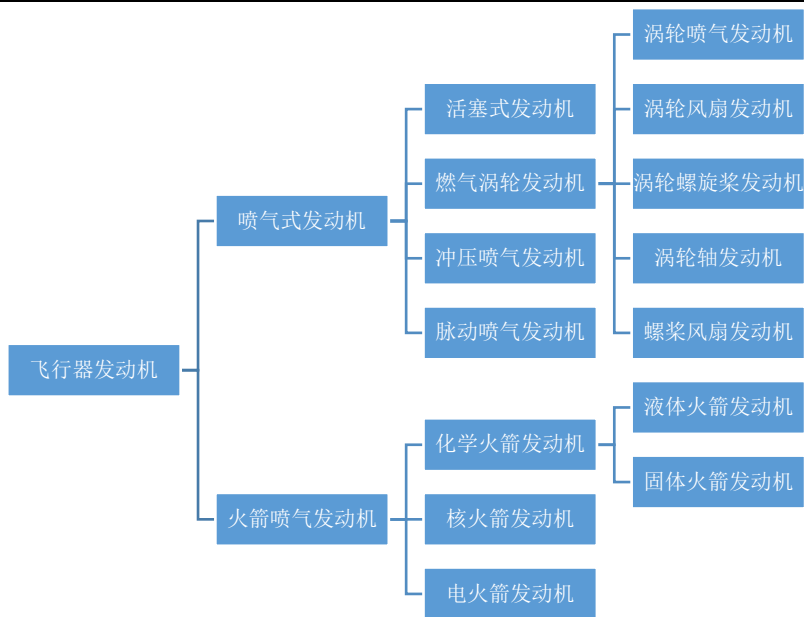 涡轮喷气发动机
活塞式发动机
涡轮风扇发动机
燃气涡轮发动机
涡轮螺旋桨发动机
喷气式发动机
冲压喷气发动机
涡轮轴发动机
脉动喷气发动机
螺桨风扇发动机
飞行器发动机
液体火箭发动机
化学火箭发动机
固体火箭发动机
火箭喷气发动机
核火箭发动机
电火箭发动机